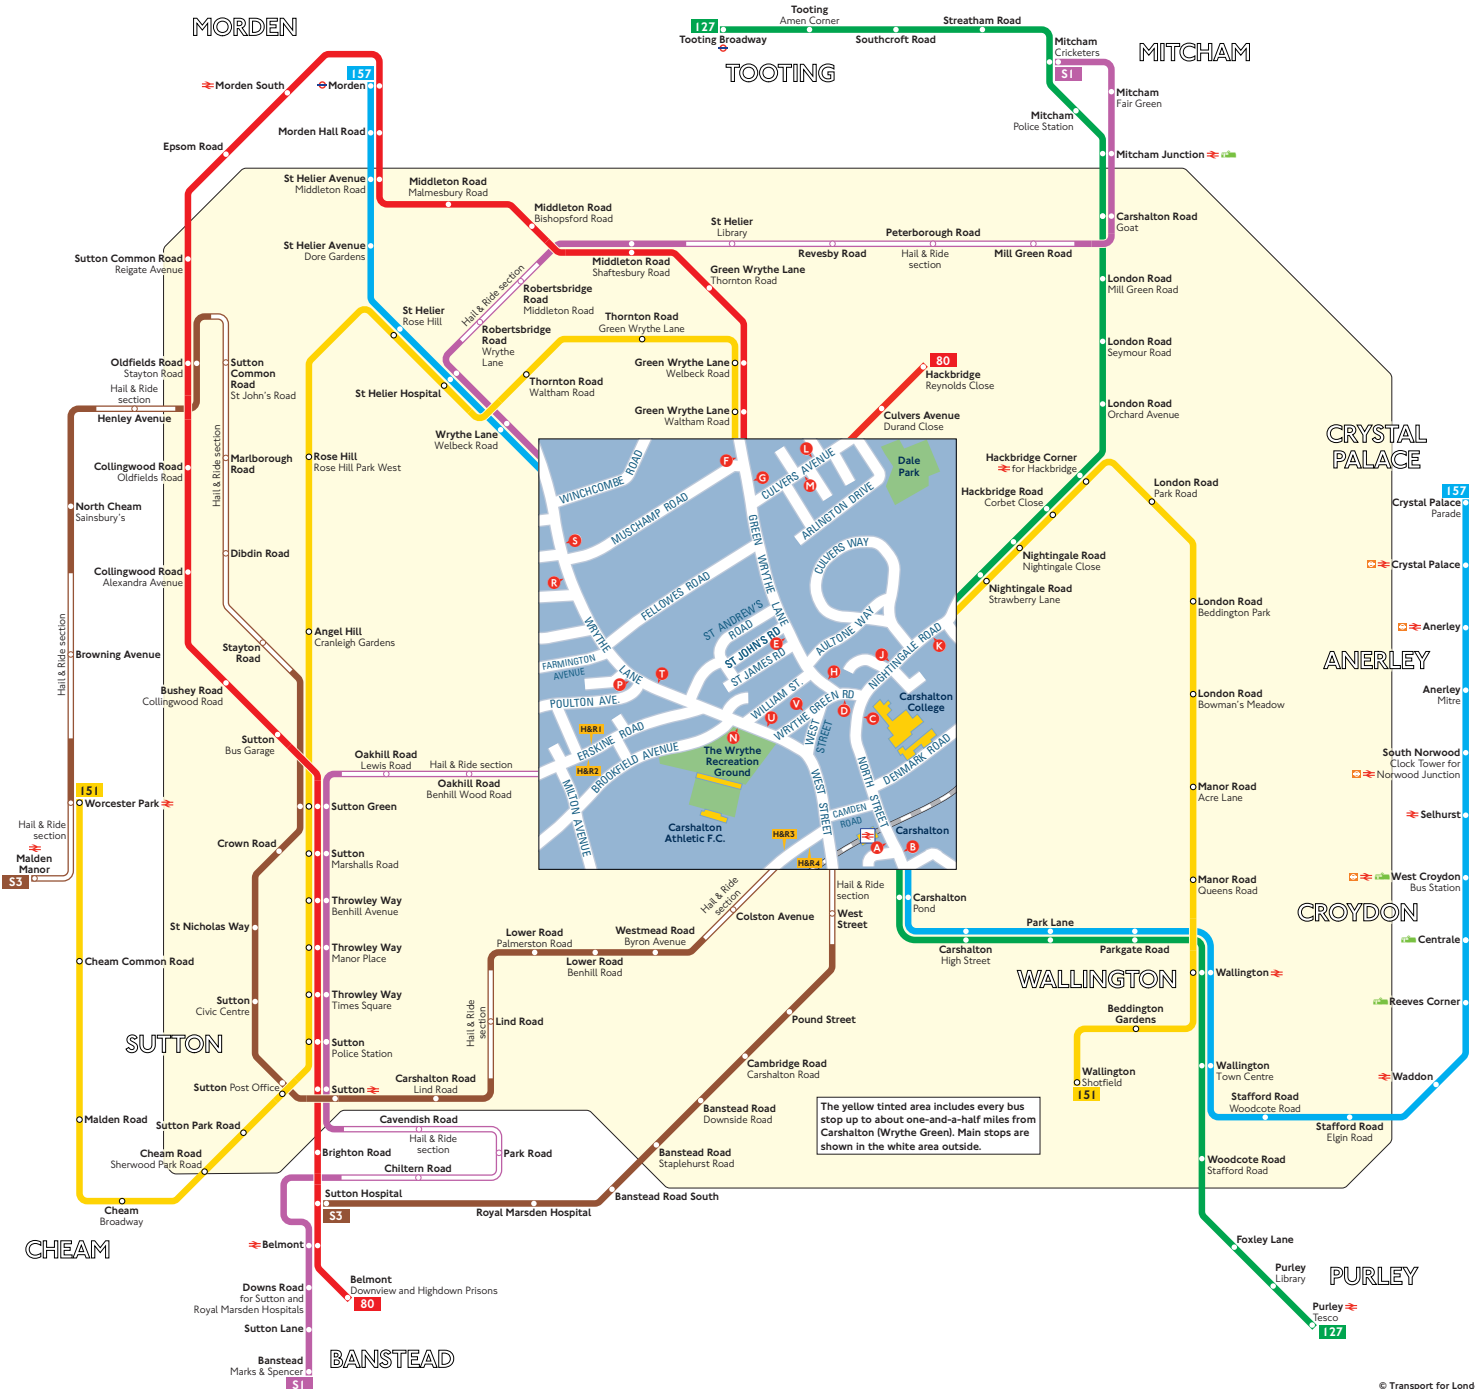 MORDEN
157
Morden South
Morden
Morden Hall Road
Epsom Road
St Helier Avenue
Middleton Road
Middleton Road
Malmesbury Road
Middleton Road
Bishopsford Road
St Helier Avenue
Dore Gardens
Sutton Common Road
Reigate Avenue
127
Tooting Broadway
Tooting
Amen Corner
Southcroft Road
Streatham Road
TOOTING
Mitcham
Cricketers
S1
MITCHAM
Mitcham
Fair Green
Mitcham
Police Station
Mitcham Junction
Carshalton Road
Goat
St Helier
Library
Revesby Road
Peterborough Road
Hail & Ride
section
Mill Green Road
Middleton Road
Shaftesbury Road
Green Wrythe Lane
Thornton Road
London Road
Mill Green Road
Hail & Ride section
Robertsbridge
Road
Middleton Road
Robertsbridge
Road
Wrythe
Lane
St Helier
Rose Hill
Thornton Road
Green Wrythe Lane
Green Wrythe Lane
Welbeck Road
Thornton Road
Waltham Road
Green Wrythe Lane
Waltham Road
St Helier Hospital
Wrythe Lane
Welbeck Road
80
Hackbridge
Reynolds Close
Culvers Avenue
Durand Close
London Road
Seymour Road
London Road
Orchard Avenue
Hackbridge Corner
for Hackbridge
Hackbridge Road
Corbet Close
London Road
Park Road
Nightingale Road
Nightingale Close
Nightingale Road
Strawberry Lane
London Road
Beddington Park
London Road
Bowman's Meadow
Manor Road
Acre Lane
Manor Road
Queens Road
Oldfields Road
Stayton Road
Hail & Ride
section
Henley Avenue
Sutton
Common
Road
St John's Road
Hail & Ride section
Marlborough
Road
Rose Hill
Rose Hill Park West
Collingwood Road
Oldfields Road
North Cheam
Sainsbury's
Dibdin Road
Collingwood Road
Alexandra Avenue
Hail & Ride section
Browning Avenue
Stayton
Road
Angel Hill
Cranleigh Gardens
Bushey Road
Collingwood Road
Sutton
Bus Garage
Oakhill Road
Lewis Road
Hail & Ride section
Oakhill Road
Benhill Wood Road
151
Worcester Park
Hail & Ride
section
Malden
Manor
S3
Sutton Green
Crown Road
Sutton
Marshalls Road
Throwley Way
Benhill Avenue
St Nicholas Way
Throwley Way
Manor Place
Cheam Common Road
Sutton
Civic Centre
Throwley Way
Times Square
SUTTON
Sutton
Police Station
Sutton Post Office
Sutton
Carshalton Road
Lind Road
Malden Road
Sutton Park Road
Cheam Road
Sherwood Park Road
Cheam
Broadway
CHEAM
Cavendish Road
Hail & Ride
section
Park Road
Brighton Road
Chiltern Road
Sutton Hospital
S3
Royal Marsden Hospital
Banstead Road South
Belmont
Belmont
Downview and Highdown Prisons
80
Downs Road
for Sutton and
Royal Marsden Hospitals
Sutton Lane
Banstead
Marks & Spencer
S1
BANSTEAD
Hail & Ride
section
Lind Road
Lower Road
Palmerston Road
Lower Road
Benhill Road
Westmead Road
Byron Avenue
Hail & Ride
section
Colston Avenue
Hail & Ride
section
West
Street
Pound Street
Cambridge Road
Carshalton Road
Banstead Road
Downside Road
Banstead Road
Staplehurst Road
WINCHCOMBE ROAD
MUSCHAMP ROAD
CULVERS AVENUE
ARLINGTON DRIVE
Dale
Park
GREEN WRYTHE LANE
CULVERS WAY
FELLOWES ROAD
ST ANDREW'S
ROAD
ST JOHN'S RD
ST JAMES RD
AULTONE WAY
NIGHTINGALE ROAD
WRYTHE LANE
FARMINGTON
AVENUE
POULTON AVE.
WILLIAM ST.
WRYTHE GREEN RD
WEST
STREET
Carshalton
College
ERSKINE ROAD
BROOKFIELD AVENUE
The Wrythe
Recreation
Ground
DENMARK ROAD
MILTON AVENUE
WEST STREET
NORTH STREET
CAMDEN
ROAD
Carshalton
Athletic F.C.
Carshalton
F
L
G
M
S
R
E
T
P
H
J
K
V
D
C
U
N
A
B
H&R1
H&R2
H&R3
H&R4
Carshalton
Pond
Carshalton
High Street
Park Lane
Parkgate Road
WALLINGTON
Wallington
Beddington
Gardens
Wallington
Shotfield
151
Wallington
Town Centre
Stafford Road
Woodcote Road
Stafford Road
Elgin Road
Woodcote Road
Stafford Road
Foxley Lane
Purley
Library
PURLEY
Purley
Tesco
127
CRYSTAL
PALACE
157
Crystal Palace
Parade
Crystal Palace
Anerley
ANERLEY
Anerley
Mitre
South Norwood
Clock Tower for
Norwood Junction
Selhurst
West Croydon
Bus Station
CROYDON
Centrale
Reeves Corner
Waddon
The yellow tinted area includes every bus
stop up to about one-and-a-half miles from
Carshalton (Wrythe Green). Main stops are
shown in the white area outside.
© Transport for Lond